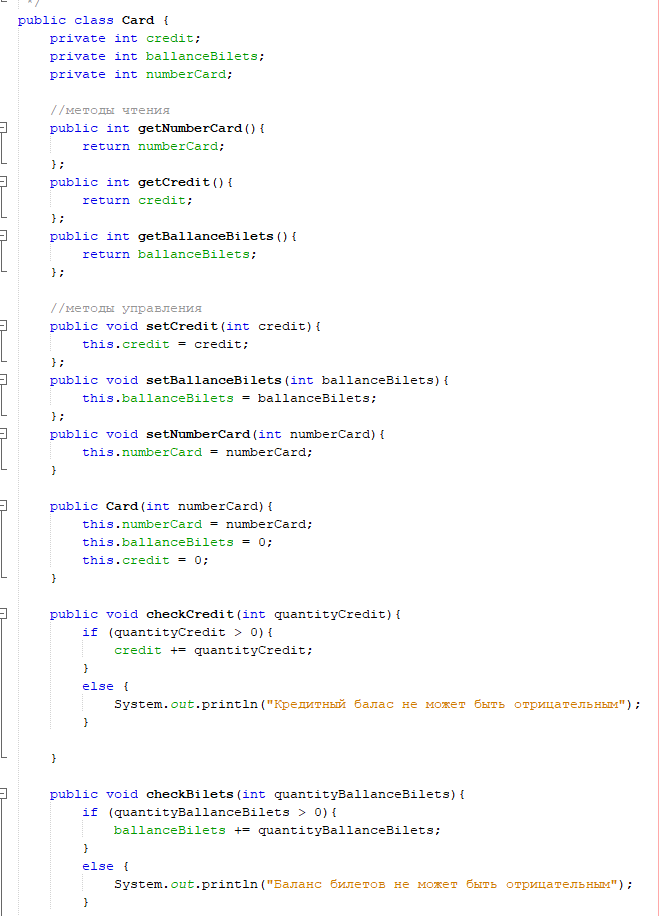 */
public class Card {
    private int credit;
    private int ballanceBilets;
    private int numberCard;

    //методы чтения
    public int getNumberCard(){
        return numberCard;
    };
    public int getCredit(){
        return credit;
    };
    public int getBallanceBilets(){
        return ballanceBilets;
    };

    //методы управления
    public void setCredit(int credit){
        this.credit = credit;
    };
    public void setBallanceBilets(int ballanceBilets){
        this.ballanceBilets = ballanceBilets;
    };
    public void setNumberCard(int numberCard){
        this.numberCard = numberCard;
    }

    public Card(int numberCard){
        this.numberCard = numberCard;
        this.ballanceBilets = 0;
        this.credit = 0;
    }

    public void checkCredit(int quantityCredit){
        if (quantityCredit > 0){
            credit += quantityCredit;
        }
        else {
            System.out.println("Кредитный балас не может быть отрицательным");
        }

    }

    public void checkBilets(int quantityBallanceBilets){
        if (quantityBallanceBilets > 0){
            ballanceBilets += quantityBallanceBilets;
        }
        else {
            System.out.println("Баланс билетов не может быть отрицательным");
        }